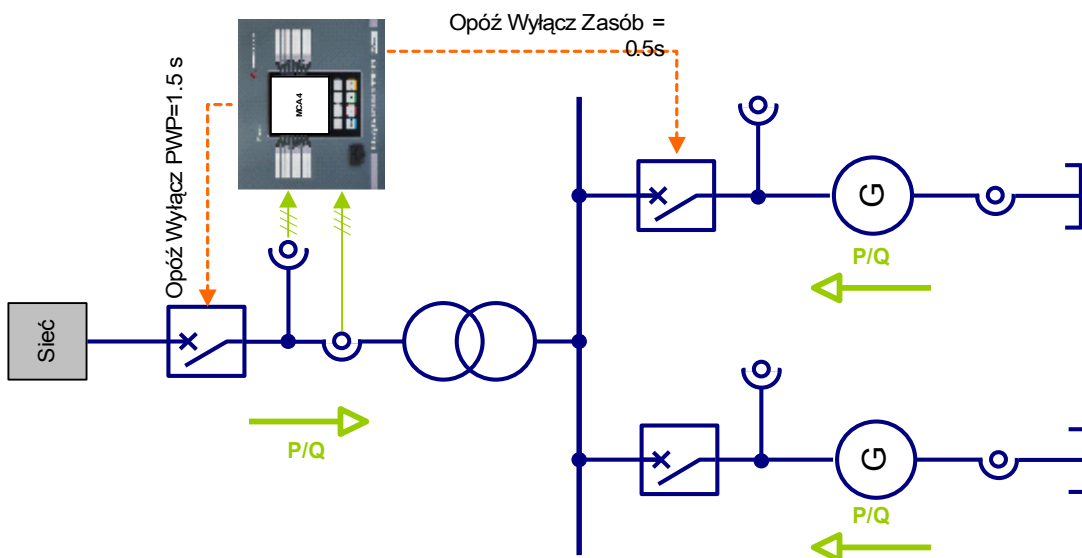 Opóź Wyłącz Zasób =
0.5s
Opóź Wyłącz PWP=1.5 s
MCA4
G
P/Q
Sieć
P/Q
G
P/Q